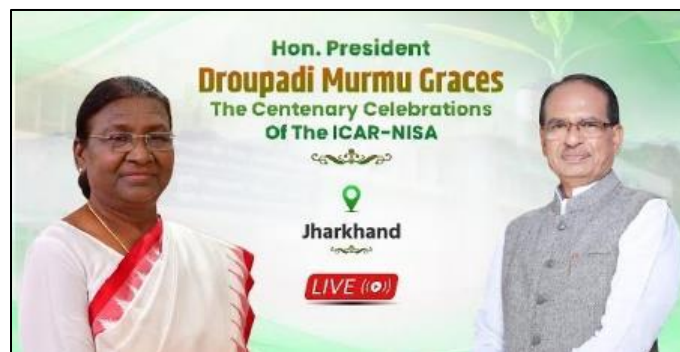 Hon. President
Droupadi Murmu Graces
The Centenary Celebrations
Of The ICAR-NISA
Jharkhand
LIVE